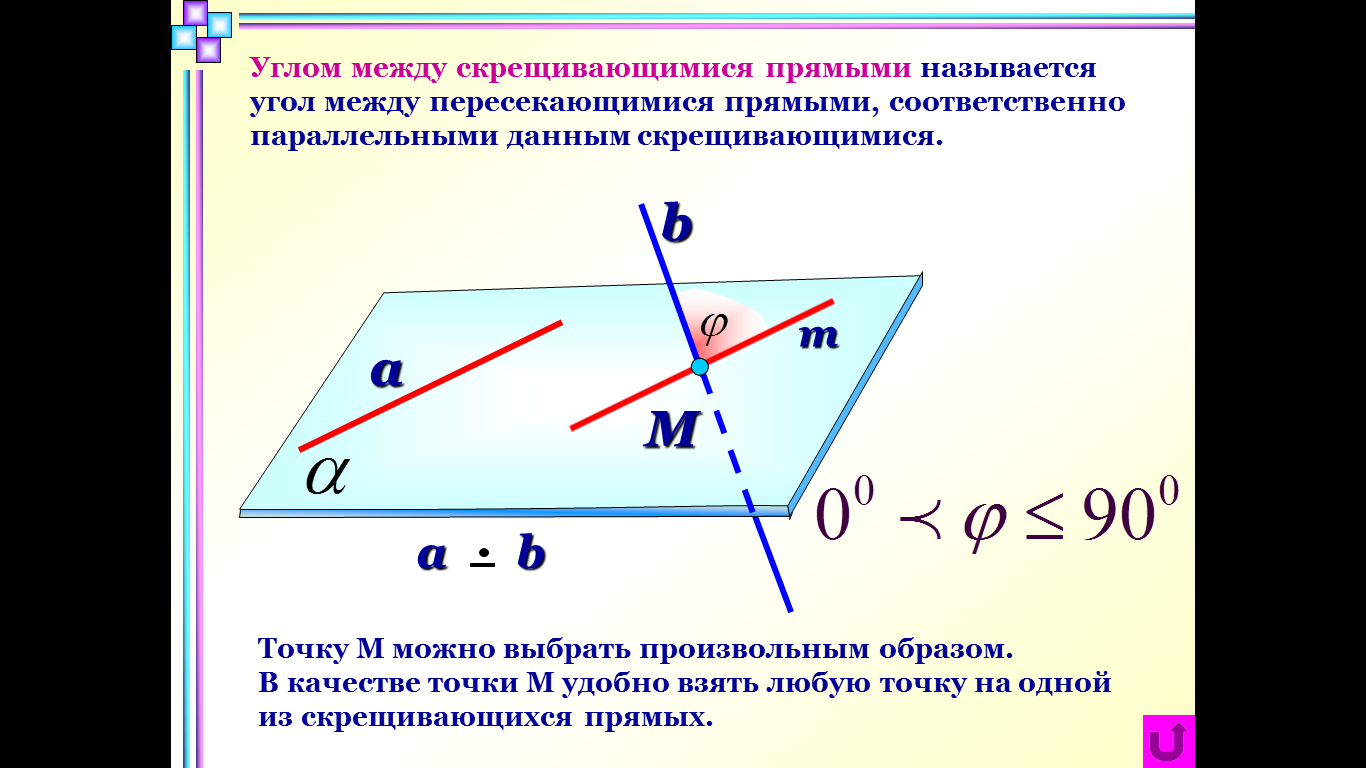 Углом между скрещивающимися прямыми называется
угол между пересекающимися прямыми, соответственно
параллельными данным скрещивающимися.
b
φ
m
a
M
α
0⁰ ≺ φ ≤ 90⁰
a ∸ b
Точку М можно выбрать произвольным образом.
В качестве точки М удобно взять любую точку на одной
из скрещивающихся прямых.